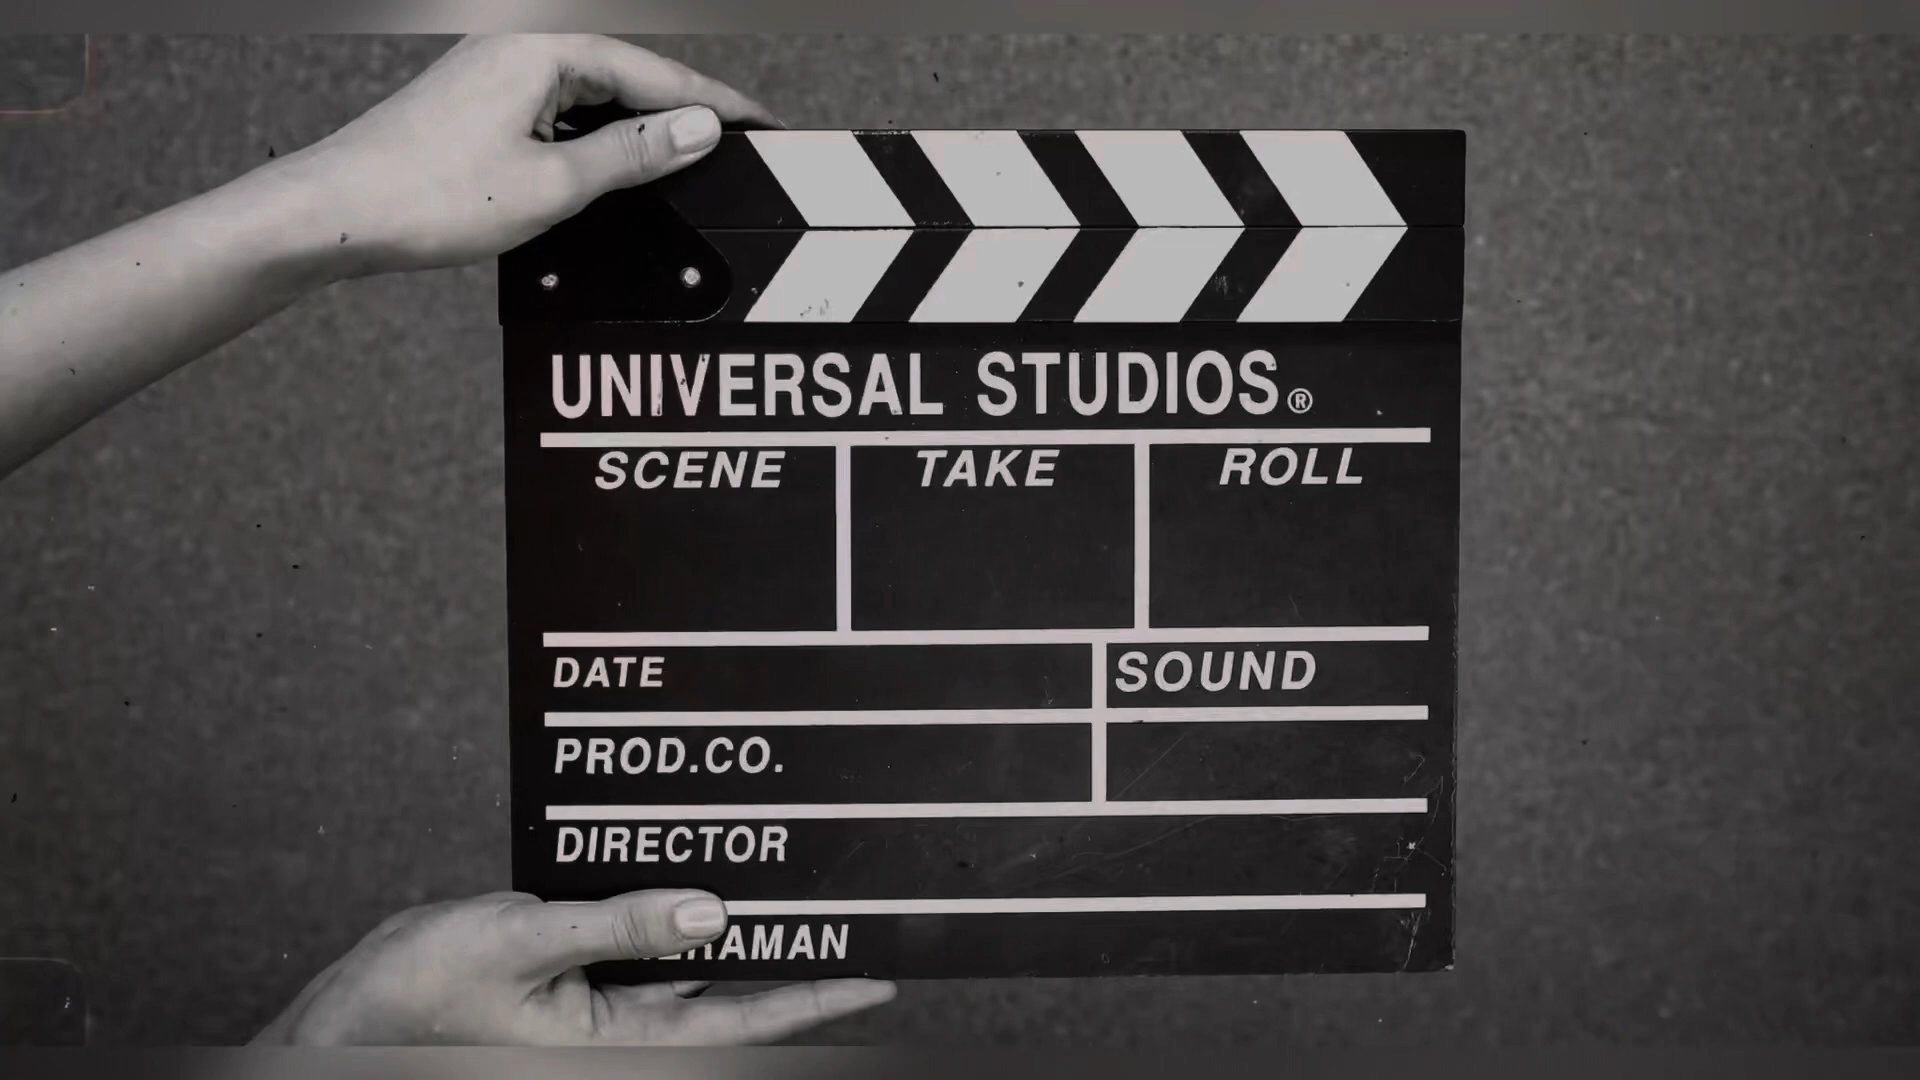 UNIVERSAL STUDIOS®
SCENE TAKE ROLL
DATE SOUND
PROD.CO.
DIRECTOR